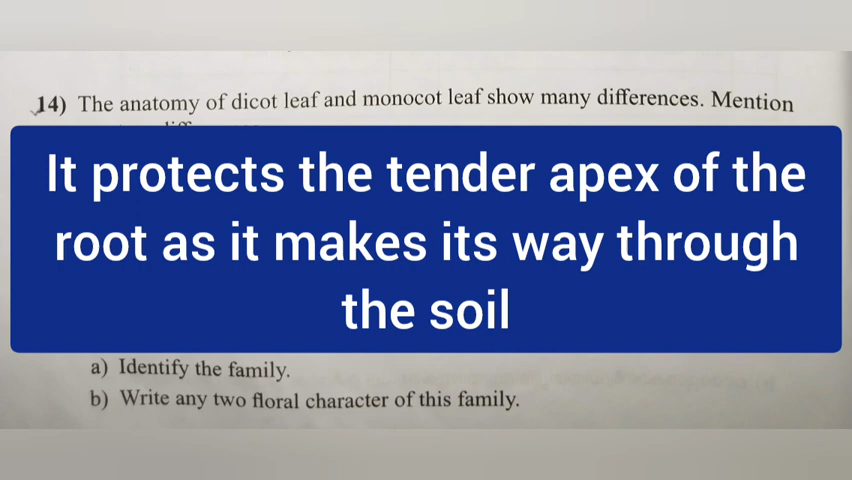 14) The anatomy of dicot leaf and monocot leaf show many differences. Mention
It protects the tender apex of the
root as it makes its way through
the soil
a) Identify the family.
b) Write any two floral character of this family.